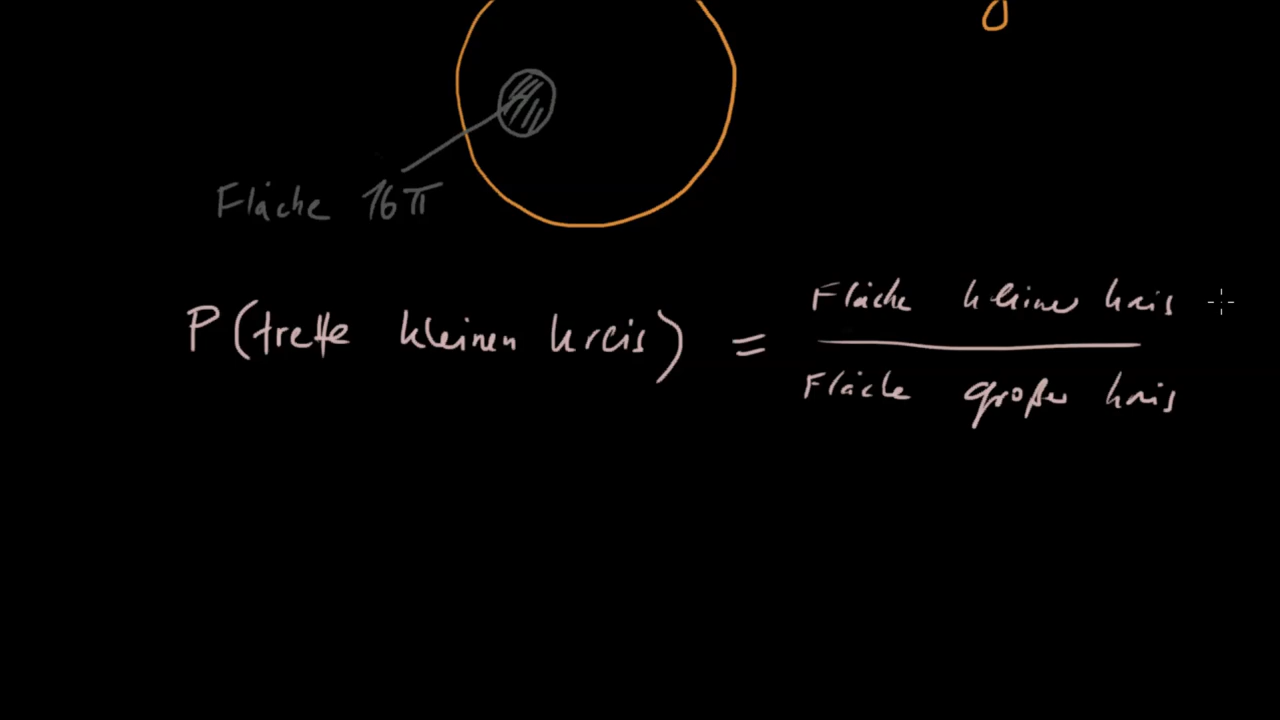 Fläche 16π
P(treffe kleinen Kreis) = Fläche kleiner Kreis
Fläche großer Kreis